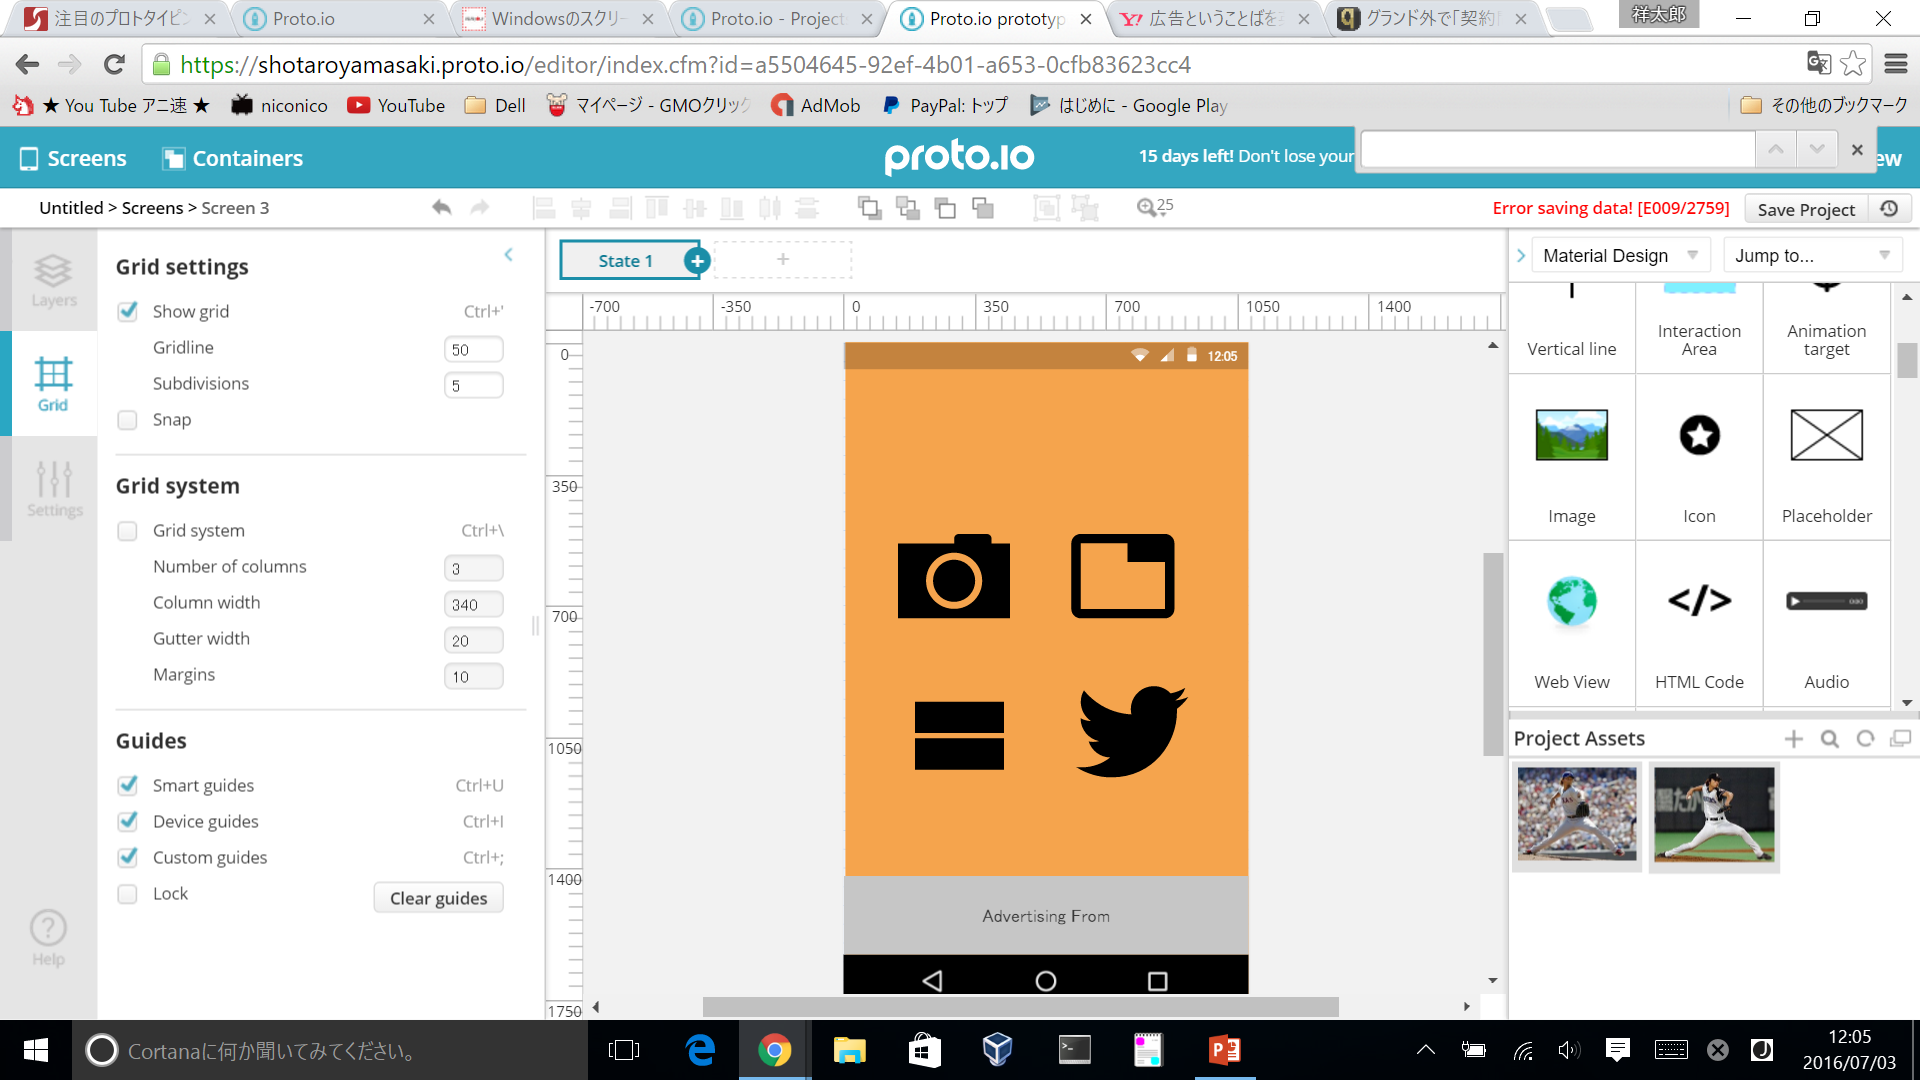 注目のプロトタイピン
Proto.io
Windowsのスクリー
Proto.io - Project
Proto.io prototyp
広告ということばを
グランド外で「契約
祥太郎
https://shotaroyamasaki.proto.io/editor/index.cfm?id=a5504645-92ef-4b01-a653-0cfb83623cc4
★ You Tube アニ速 ★
niconico
YouTube
Dell
マイページ - GMOクリック
AdMob
PayPal: トップ
はじめに - Google Play
その他のブックマーク
Screens
Containers
proto.io
15 days left! Don't lose your
ew
Untitled > Screens > Screen 3
25
Error saving data! [E009/2759]
Save Project
Layers
Grid
Settings
Help
Grid settings
Show grid
Ctrl+'
Gridline
50
Subdivisions
5
Snap
Grid system
Grid system
Ctrl+\
Number of columns
3
Column width
340
Gutter width
20
Margins
10
Guides
Smart guides
Ctrl+U
Device guides
Ctrl+I
Custom guides
Ctrl+;
Lock
Clear guides
State 1
+
-700
-350
0
350
700
1050
1400
0
350
700
1050
1400
1750
12:05
Advertising From
Material Design
Jump to...
Vertical line
Interaction
Area
Animation
target
Image
Icon
Placeholder
Web View
</>
HTML Code
Audio
Project Assets
Cortanaに何か聞いてみてください。
12:05
2016/07/03